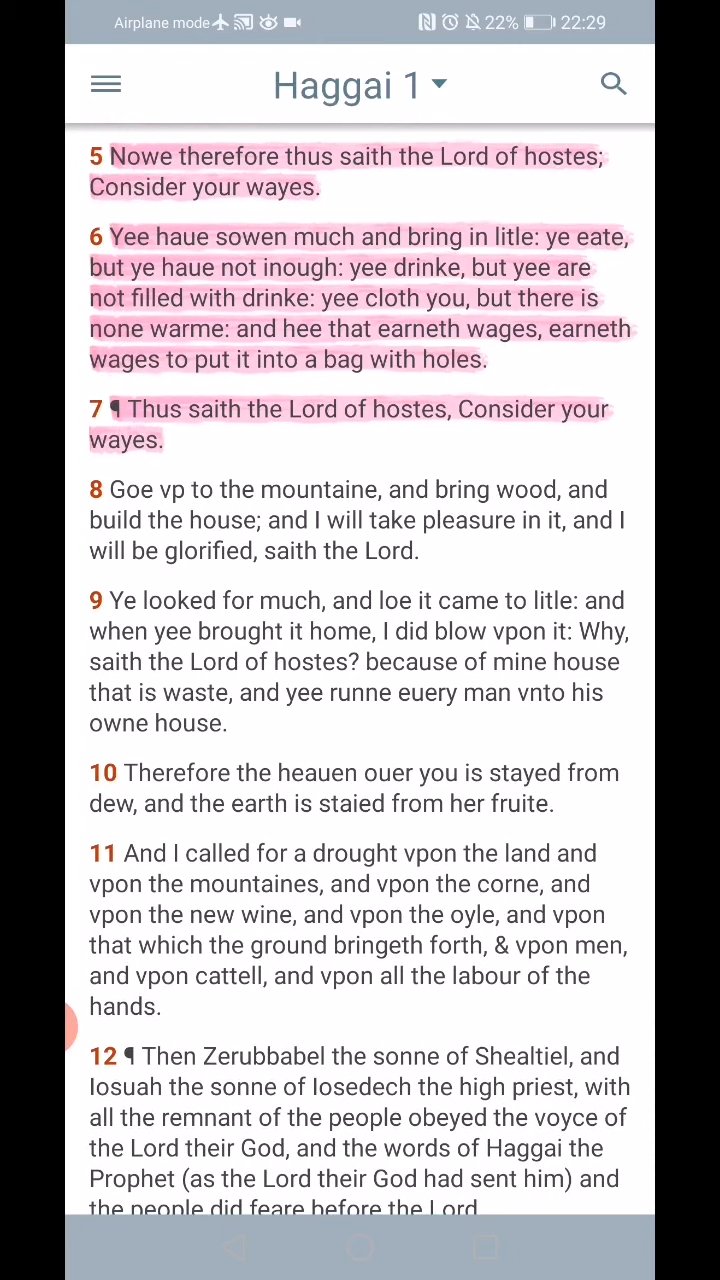 Airplane mode 22% 22:29
Haggai 1
5 Nowe therefore thus saith the Lord of hostes;
Consider your wayes.
6 Yee haue sowen much and bring in litle: ye eate,
but ye haue not inough: yee drinke, but yee are
not filled with drinke: yee cloth you, but there is
none warme: and hee that earneth wages, earneth
wages to put it into a bag with holes.
7 ¶ Thus saith the Lord of hostes, Consider your
wayes.
8 Goe vp to the mountaine, and bring wood, and
build the house; and I will take pleasure in it, and I
will be glorified, saith the Lord.
9 Ye looked for much, and loe it came to litle: and
when yee brought it home, I did blow vpon it: Why,
saith the Lord of hostes? because of mine house
that is waste, and yee runne euery man vnto his
owne house.
10 Therefore the heauen ouer you is stayed from
dew, and the earth is staied from her fruite.
11 And I called for a drought vpon the land and
vpon the mountaines, and vpon the corne, and
vpon the new wine, and vpon the oyle, and vpon
that which the ground bringeth forth, & vpon men,
and vpon cattell, and vpon all the labour of the
hands.
12 ¶ Then Zerubbabel the sonne of Shealtiel, and
Iosuah the sonne of Iosedech the high priest, with
all the remnant of the people obeyed the voyce of
the Lord their God, and the words of Haggai the
Prophet (as the Lord their God had sent him) and
the people did feare before the Lord